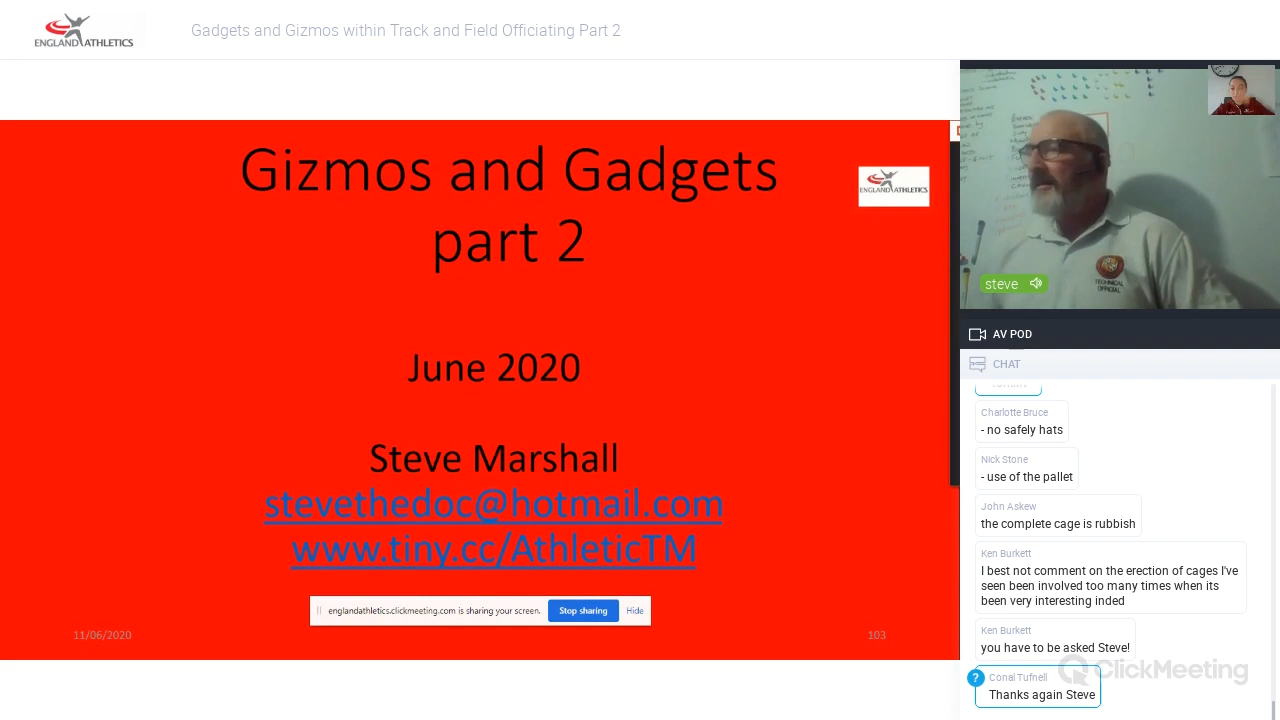 ENGLAND ATHLETICS
Gadgets and Gizmos within Track and Field Officiating Part 2
Gizmos and Gadgets
part 2
ENGLAND ATHLETICS
June 2020
Steve Marshall
stevethedoc@hotmail.com
www.tiny.cc/AthleticTM
englandathletics.clickmeeting.com is sharing your screen.
Stop sharing
Hide
11/06/2020
103
TECHNICAL
OFFICIAL
steve
AV POD
CHAT
Charlotte Bruce
- no safely hats
Nick Stone
- use of the pallet
John Askew
the complete cage is rubbish
Ken Burkett
I best not comment on the erection of cages I've
seen been involved too many times when its
been very interesting inded
Ken Burkett
you have to be asked Steve!
ClickMeeting
?
Conal Tufnell
Thanks again Steve